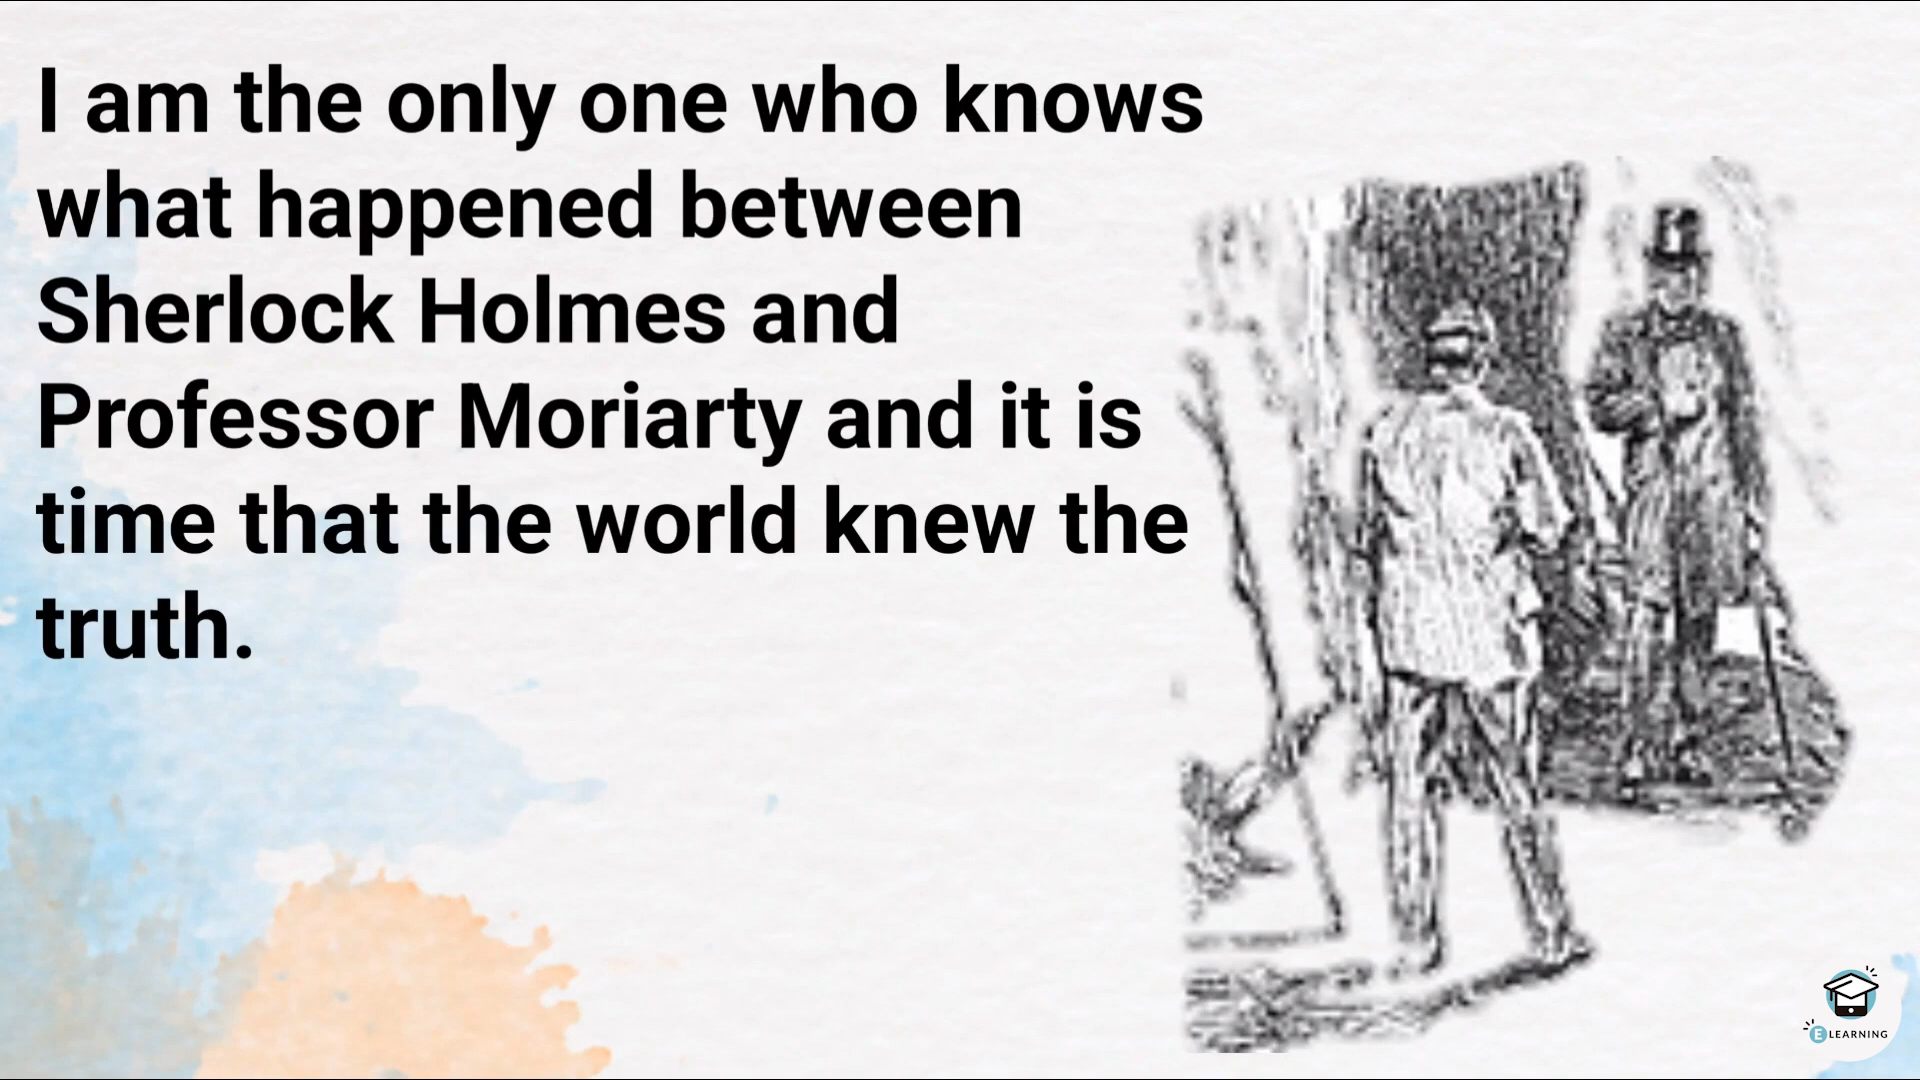 I am the only one who knows
what happened between
Sherlock Holmes and
Professor Moriarty and it is
time that the world knew the
truth.
E LEARNING